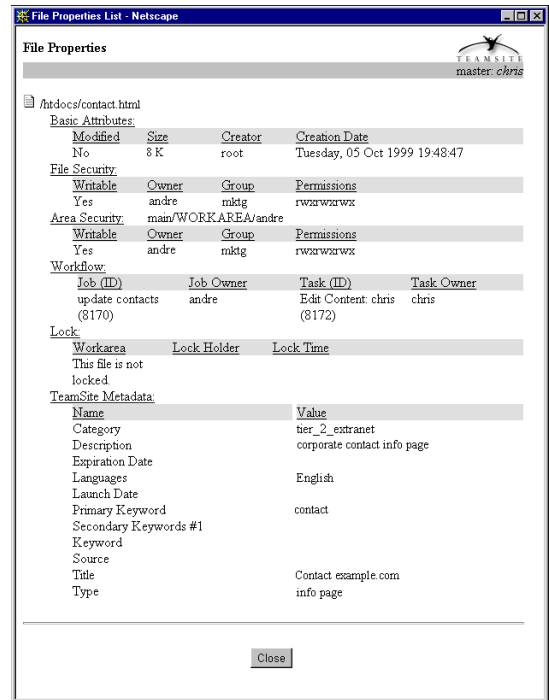 File Properties List - Netscape
File Properties
TEAMSITE
master: chris
/htdocs/contact.html
Basic Attributes:
Modified Size Creator Creation Date
No 8 K root Tuesday, 05 Oct 1999 19:48:47
File Security:
Writable Owner Group Permissions
Yes andre mktg rwxrwxrwx
Area Security: main/WORKAREA/andre
Writable Owner Group Permissions
Yes andre mktg rwxrwxrwx
Workflow:
Job (ID) Job Owner Task (ID) Task Owner
update contacts andre Edit Content: chris chris
(8170) (8172)
Lock:
Workarea Lock Holder Lock Time
This file is not
locked.
TeamSite Metadata:
Name Value
Category tier_2_extranet
Description corporate contact info page
Expiration Date
Languages English
Launch Date
Primary Keyword contact
Secondary Keywords #1
Keyword
Source
Title Contact example.com
Type info page
Close